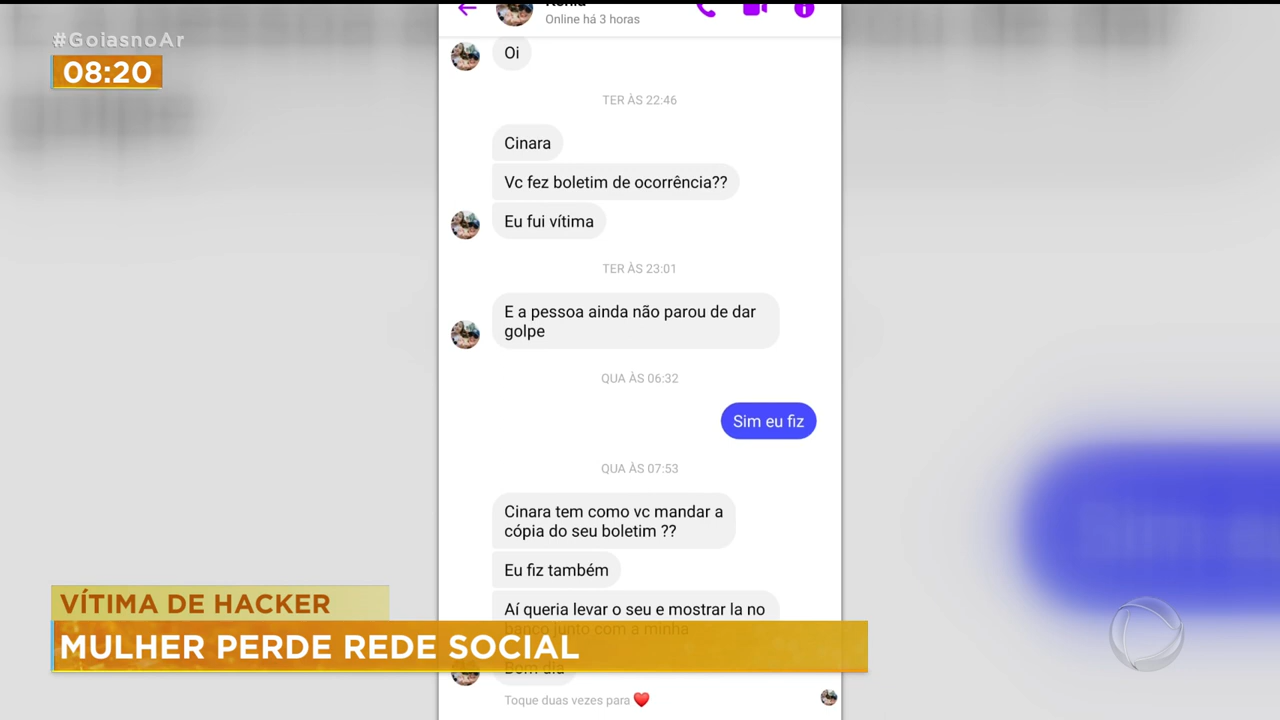 #GoiasnoAr
08:20
Online há 3 horas
Oi
TER ÀS 22:46
Cinara
Vc fez boletim de ocorrência??
Eu fui vítima
TER ÀS 23:01
E a pessoa ainda não parou de dar
golpe
QUA ÀS 06:32
Sim eu fiz
QUA ÀS 07:53
Cinara tem como vc mandar a
cópia do seu boletim ??
Eu fiz também
Aí queria levar o seu e mostrar la no
banco junto com a minha
Bom dia
Toque duas vezes para
VÍTIMA DE HACKER
MULHER PERDE REDE SOCIAL